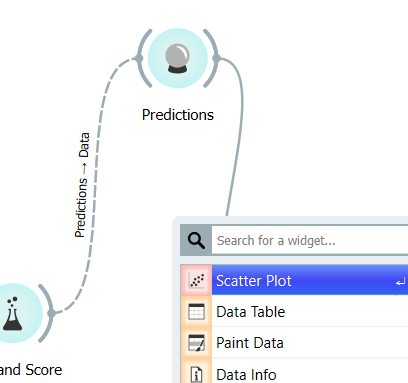 Predictions
Predictions → Data
Search for a widget...
Scatter Plot
Data Table
Paint Data
Data Info
and Score